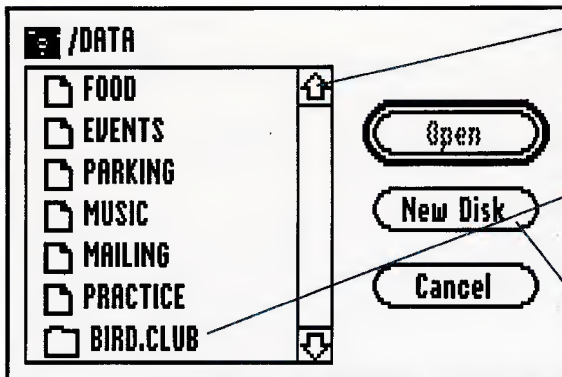 /DATA
FOOD
EVENTS
PARKING
MUSIC
MAILING
PRACTICE
BIRD.CLUB
Open
New Disk
Cancel